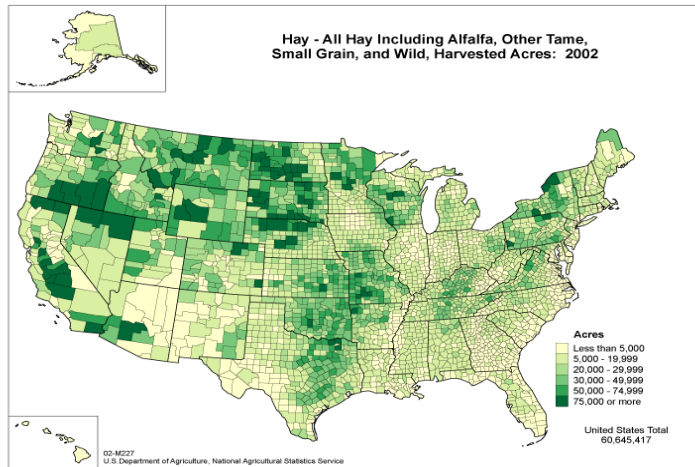 Hay - All Hay Including Alfalfa, Other Tame,
Small Grain, and Wild, Harvested Acres: 2002
Acres
Less than 5,000
5,000 - 19,999
20,000 - 29,999
30,000 - 49,999
50,000 - 74,999
75,000 or more
United States Total
60,645,417
02-M227
U.S. Department of Agriculture, National Agricultural Statistics Service